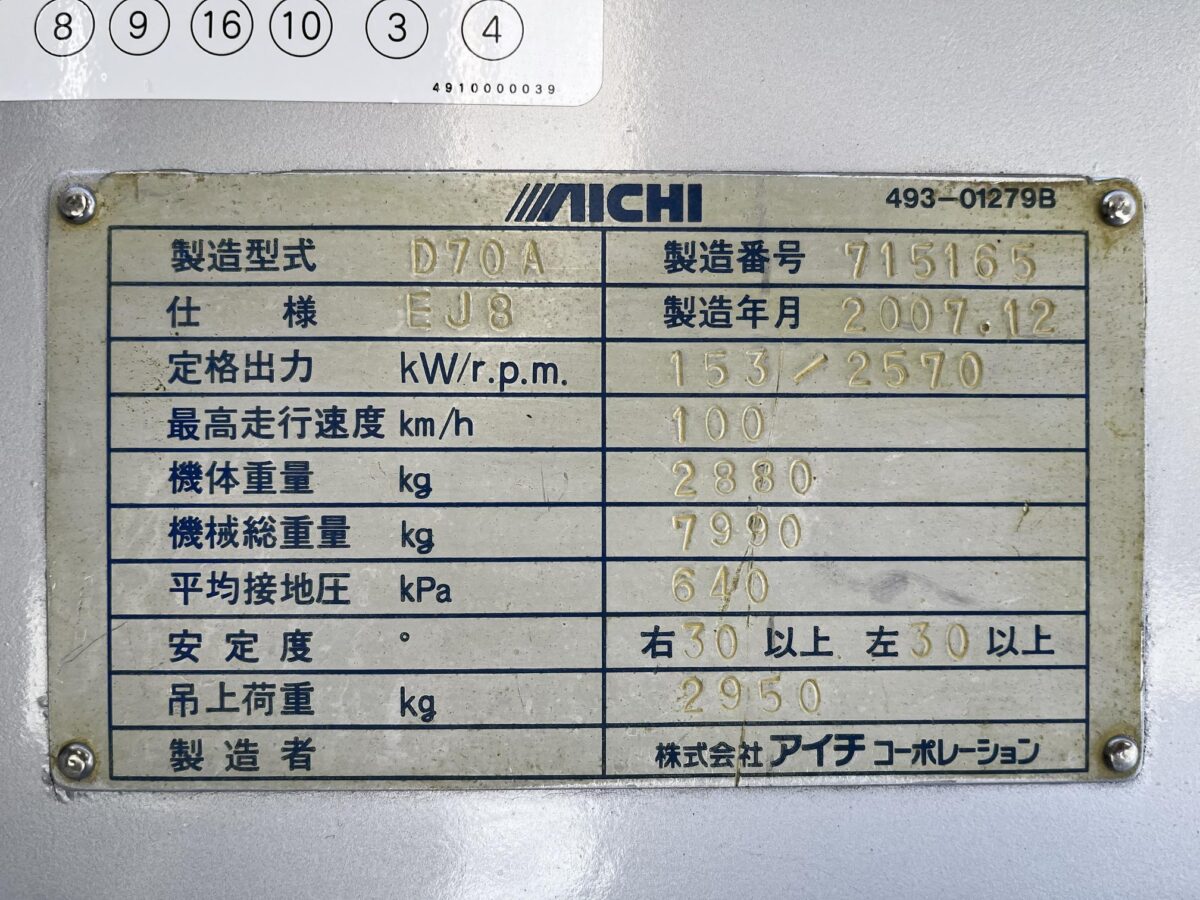 8 9 16 10 3 4
4910000039
AICHI 493-01279B
製造型式 D70A 製造番号 715165
仕様 EJ8 製造年月 2007.12
定格出力 kW/r.p.m. 153/2570
最高走行速度 km/h 100
機体重量 kg 2880
機械総重量 kg 7990
平均接地圧 kPa 640
安定度 ° 右30以上 左30以上
吊上荷重 kg 2950
製造者 株式会社アイチコーポレーション